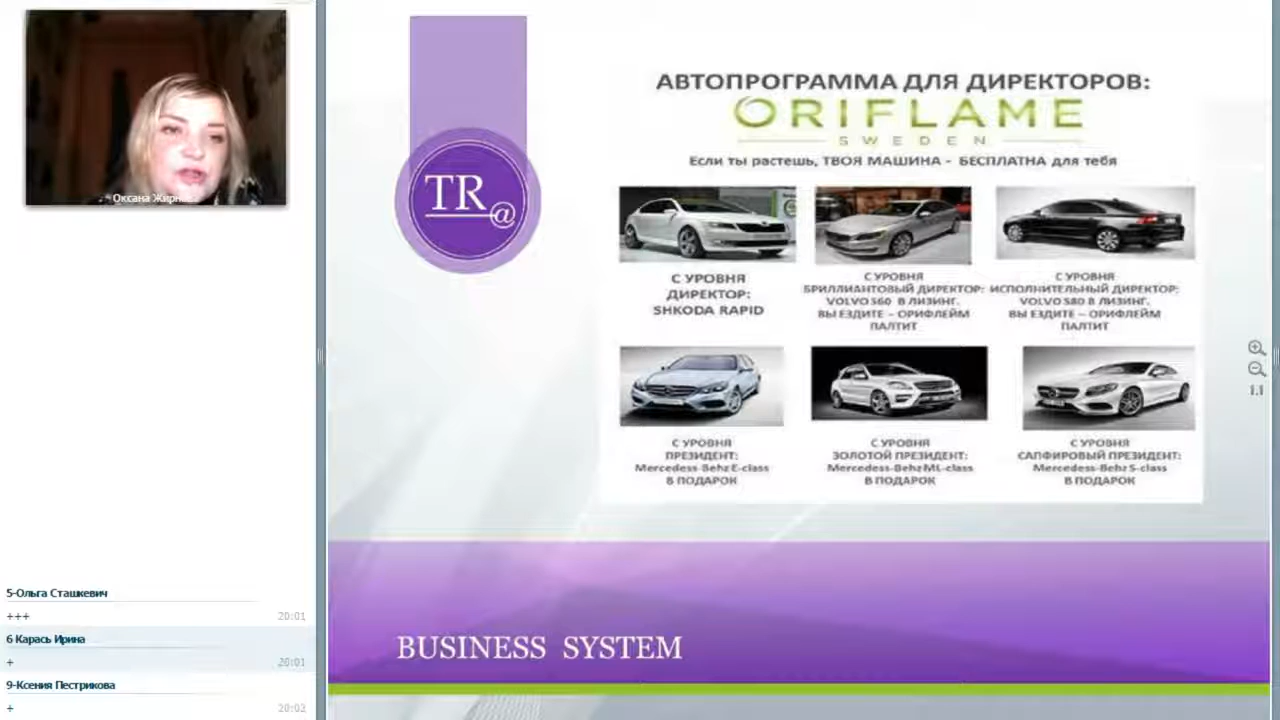 Оксана Жирн
TR@
АВТОПРОГРАММА ДЛЯ ДИРЕКТОРОВ:
ORIFLAME
SWEDEN
Если ты растешь, ТВОЯ МАШИНА - БЕСПЛАТНА для тебя
С УРОВНЯ
ДИРЕКТОР:
SHKODA RAPID
С УРОВНЯ
БРИЛЛИАНТОВЫЙ ДИРЕКТОР:
VOLVO S60 В ЛИЗИНГ.
ВЫ ЕЗДИТЕ – ОРИФЛЕЙМ
ПАЛТИТ
С УРОВНЯ
ИСПОЛНИТЕЛЬНЫЙ ДИРЕКТОР:
VOLVO S80 В ЛИЗИНГ.
ВЫ ЕЗДИТЕ – ОРИФЛЕЙМ
ПАЛТИТ
С УРОВНЯ
ПРЕЗИДЕНТ:
Mercedess-Behz E-class
В ПОДАРОК
С УРОВНЯ
ЗОЛОТОЙ ПРЕЗИДЕНТ:
Mercedess-Behz ML-class
В ПОДАРОК
С УРОВНЯ
САПФИРОВЫЙ ПРЕЗИДЕНТ:
Mercedess-Behz S-class
В ПОДАРОК
1:1
BUSINESS SYSTEM
5-Ольга Сташкевич
+++ 20:01
6 Карась Ирина
+ 20:01
9-Ксения Пестрикова
+ 20:02